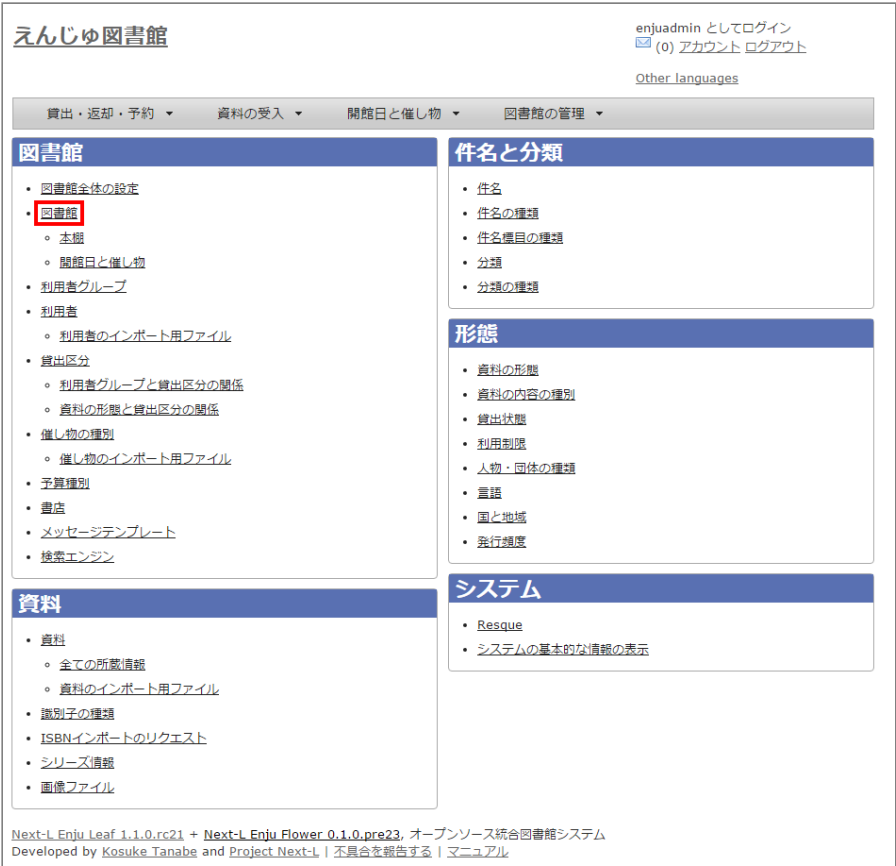 えんじゅ図書館
enjuadmin としてログイン
(0) アカウント ログアウト
Other languages
貸出・返却・予約 ▼ 資料の受入 ▼ 開館日と催し物 ▼ 図書館の管理 ▼
図書館
図書館全体の設定
図書館
本棚
開館日と催し物
利用者グループ
利用者
利用者のインポート用ファイル
貸出区分
利用者グループと貸出区分の関係
資料の形態と貸出区分の関係
催し物の種別
催し物のインポート用ファイル
予算種別
書店
メッセージテンプレート
検索エンジン
資料
資料
全ての所蔵情報
資料のインポート用ファイル
識別子の種類
ISBNインポートのリクエスト
シリーズ情報
画像ファイル
件名と分類
件名
件名の種類
件名標目の種類
分類
分類の種類
形態
資料の形態
資料の内容の種別
貸出状態
利用制限
人物・団体の種類
言語
国と地域
発行頻度
システム
Resque
システムの基本的な情報の表示
Next-L Enju Leaf 1.1.0.rc21 + Next-L Enju Flower 0.1.0.pre23, オープンソース統合図書館システム
Developed by Kosuke Tanabe and Project Next-L | 不具合を報告する | マニュアル